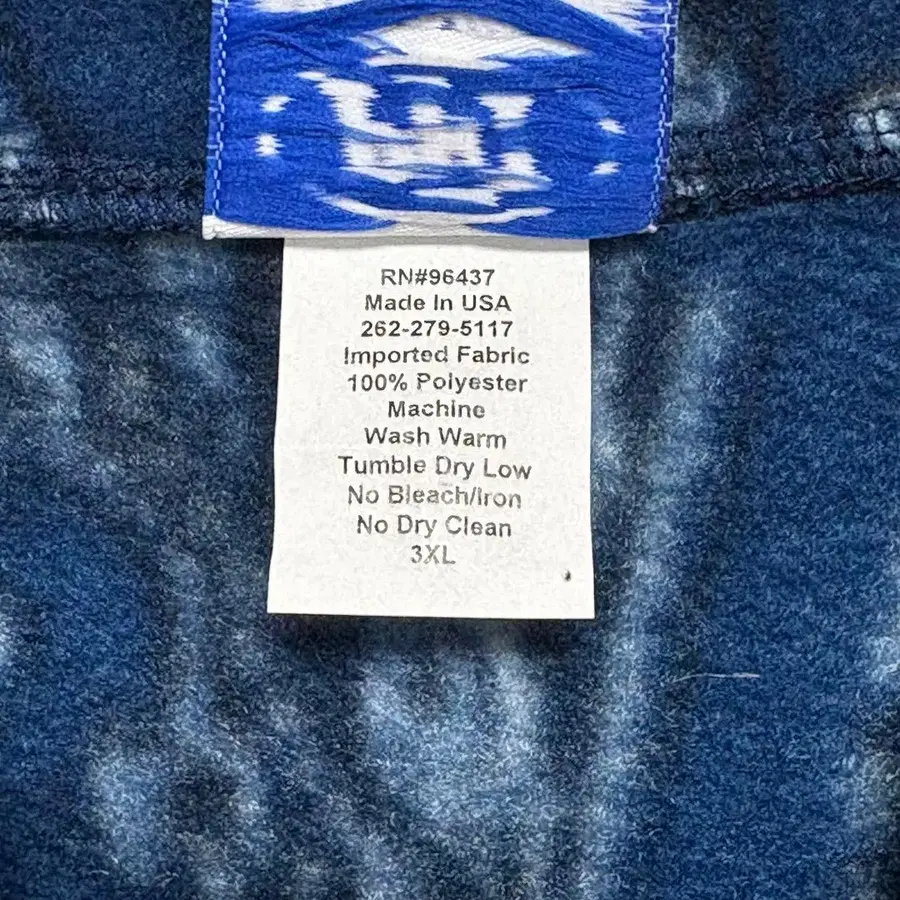 RN#96437
Made In USA
262-279-5117
Imported Fabric
100% Polyester
Machine
Wash Warm
Tumble Dry Low
No Bleach/Iron
No Dry Clean
3XL